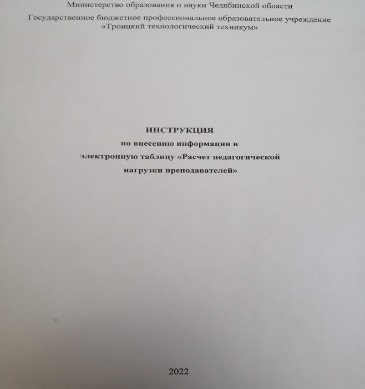 Министерство образования и науки Челябинской области
Государственное бюджетное профессиональное образовательное учреждение
«Троицкий технологический техникум»
ИНСТРУКЦИЯ
по внесению информации в
электронную таблицу «Расчет педагогической
нагрузки преподавателей»
2022